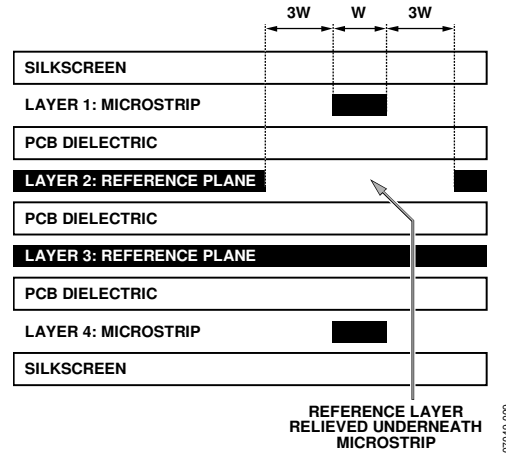 3W W 3W
SILKSCREEN
LAYER 1: MICROSTRIP
PCB DIELECTRIC
LAYER 2: REFERENCE PLANE
PCB DIELECTRIC
LAYER 3: REFERENCE PLANE
PCB DIELECTRIC
LAYER 4: MICROSTRIP
SILKSCREEN
REFERENCE LAYER
RELIEVED UNDERNEATH
MICROSTRIP